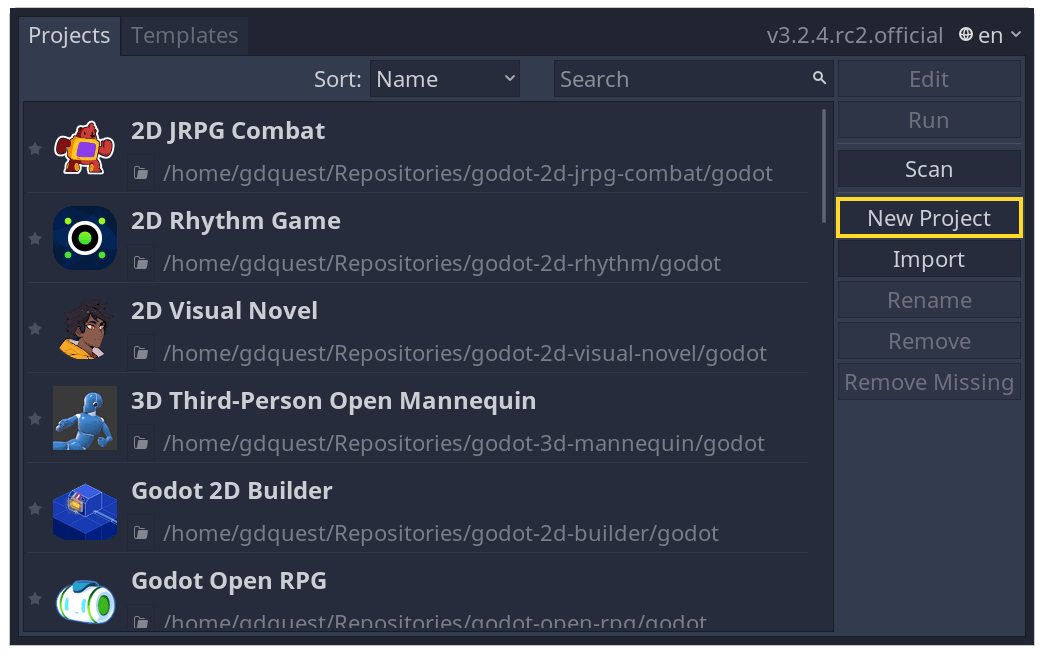 Projects Templates v3.2.4.rc2.official en
Sort: Name Search Edit
Run
2D JRPG Combat
/home/gdquest/Repositories/godot-2d-jrpg-combat/godot
Scan
2D Rhythm Game
New Project
/home/gdquest/Repositories/godot-2d-rhythm/godot
Import
2D Visual Novel
Rename
/home/gdquest/Repositories/godot-2d-visual-novel/godot
Remove
3D Third-Person Open Mannequin
Remove Missing
/home/gdquest/Repositories/godot-3d-mannequin/godot
Godot 2D Builder
/home/gdquest/Repositories/godot-2d-builder/godot
Godot Open RPG
/home/gdquest/Repositories/godot-open-rpg/godot